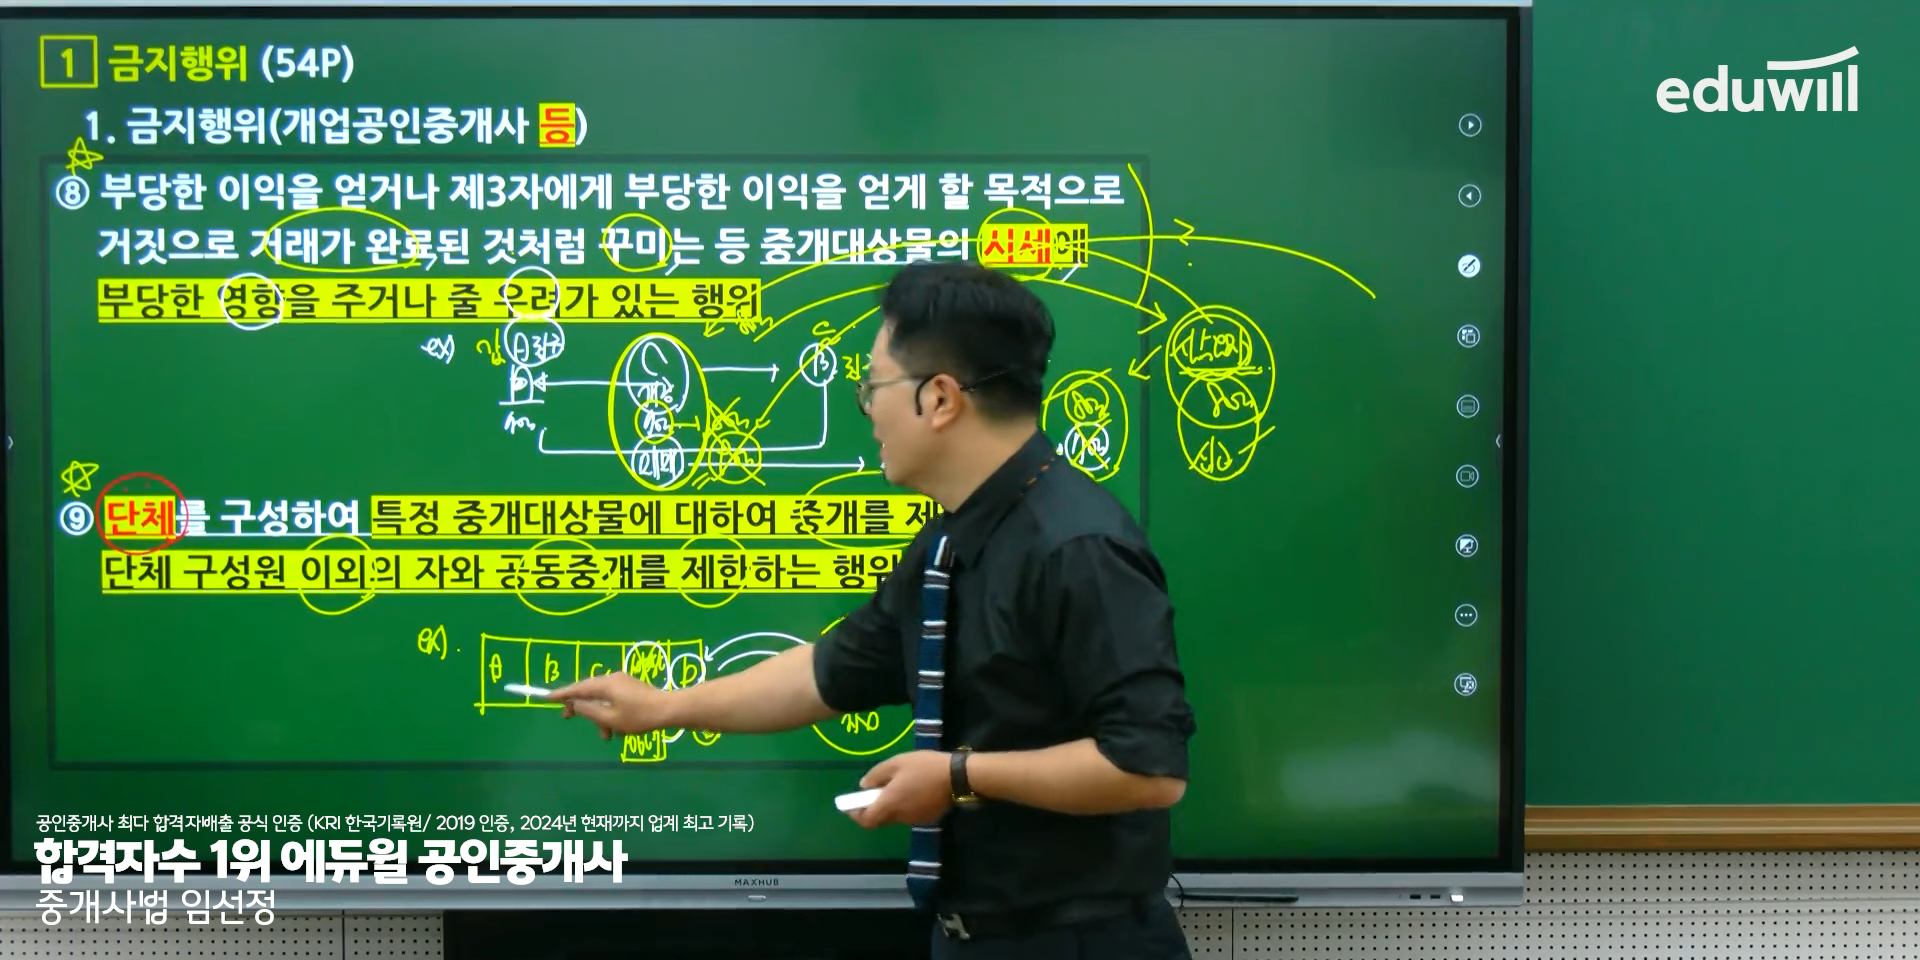 1 금지행위 (54P)
eduwill
1. 금지행위(개업공인중개사 등)
⑧ 부당한 이익을 얻거나 제3자에게 부당한 이익을 얻게 할 목적으로
거짓으로 거래가 완료된 것처럼 꾸미는 등 중개대상물의 시세에
부당한 영향을 주거나 줄 우려가 있는 행위
ex)
B
⑨ 단체를 구성하여 특정 중개대상물에 대하여 중개를 제
단체 구성원 이외의 자와 공동중개를 제한하는 행위
ex).
A B C D
공인중개사 최다 합격자배출 공식 인증 (KRI 한국기록원/ 2019 인증, 2024년 현재까지 업계 최고 기록)
합격자수 1위 에듀윌 공인중개사
중개사법 임선정
MAXHUB